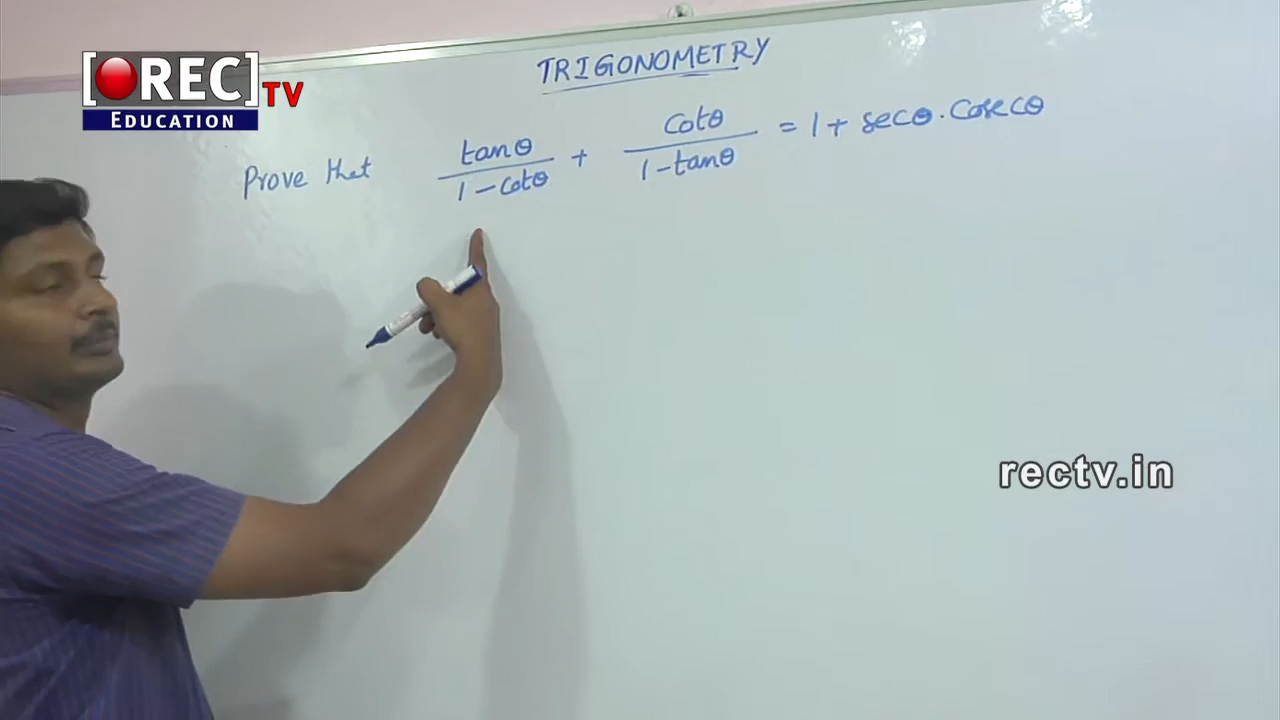 [REC] TV
EDUCATION
TRIGONOMETRY
Prove that tanθ/1-cotθ + cotθ/1-tanθ = 1 + secθ.cosecθ
rectv.in